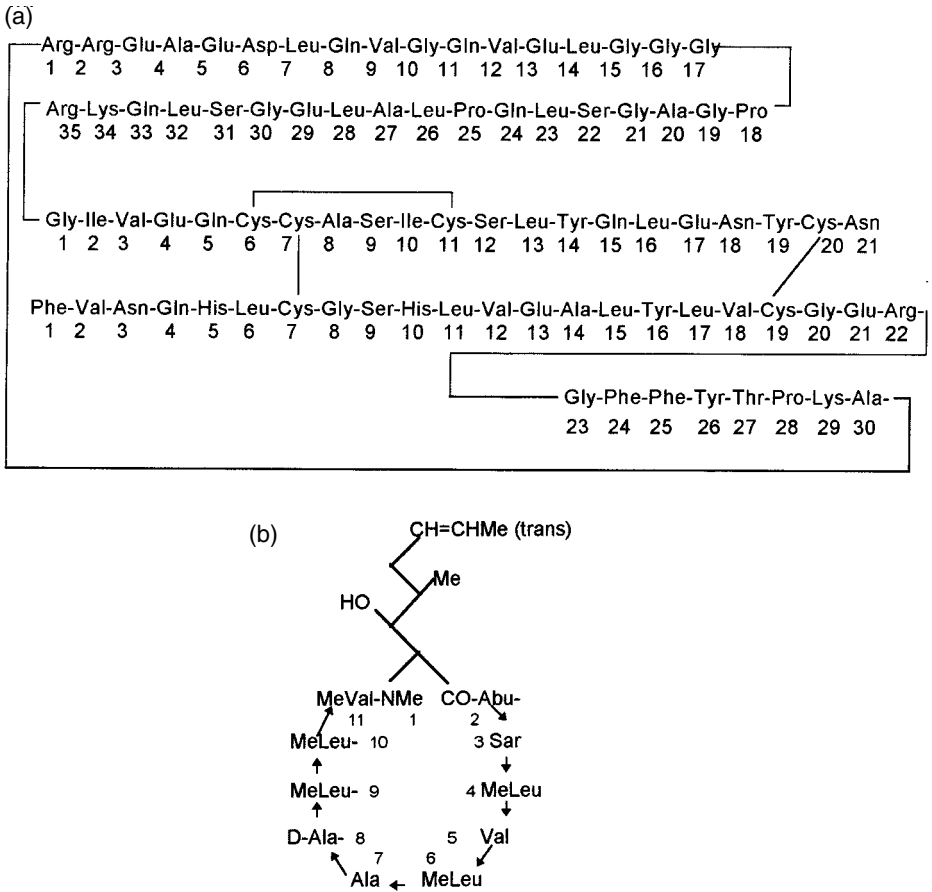 (a)
Arg-Arg-Glu-Ala-Glu-Asp-Leu-Gln-Val-Gly-Gln-Val-Glu-Leu-Gly-Gly-Gly
1 2 3 4 5 6 7 8 9 10 11 12 13 14 15 16 17
Arg-Lys-Gln-Leu-Ser-Gly-Glu-Leu-Ala-Leu-Pro-Gln-Leu-Ser-Gly-Ala-Gly-Pro
35 34 33 32 31 30 29 28 27 26 25 24 23 22 21 20 19 18
Gly-Ile-Val-Glu-Gln-Cys-Cys-Ala-Ser-Ile-Cys-Ser-Leu-Tyr-Gln-Leu-Glu-Asn-Tyr-Cys-Asn
1 2 3 4 5 6 7 8 9 10 11 12 13 14 15 16 17 18 19 20 21
Phe-Val-Asn-Gln-His-Leu-Cys-Gly-Ser-His-Leu-Val-Glu-Ala-Leu-Tyr-Leu-Val-Cys-Gly-Glu-Arg-
1 2 3 4 5 6 7 8 9 10 11 12 13 14 15 16 17 18 19 20 21 22
Gly-Phe-Phe-Tyr-Thr-Pro-Lys-Ala-
23 24 25 26 27 28 29 30
(b)
CH=CHMe (trans)
Me
HO
MeVal-NMe CO-Abu-
11 1 2
MeLeu- 10 3 Sar
MeLeu- 9 4 MeLeu
D-Ala- 8 5 Val
7 6
Ala MeLeu